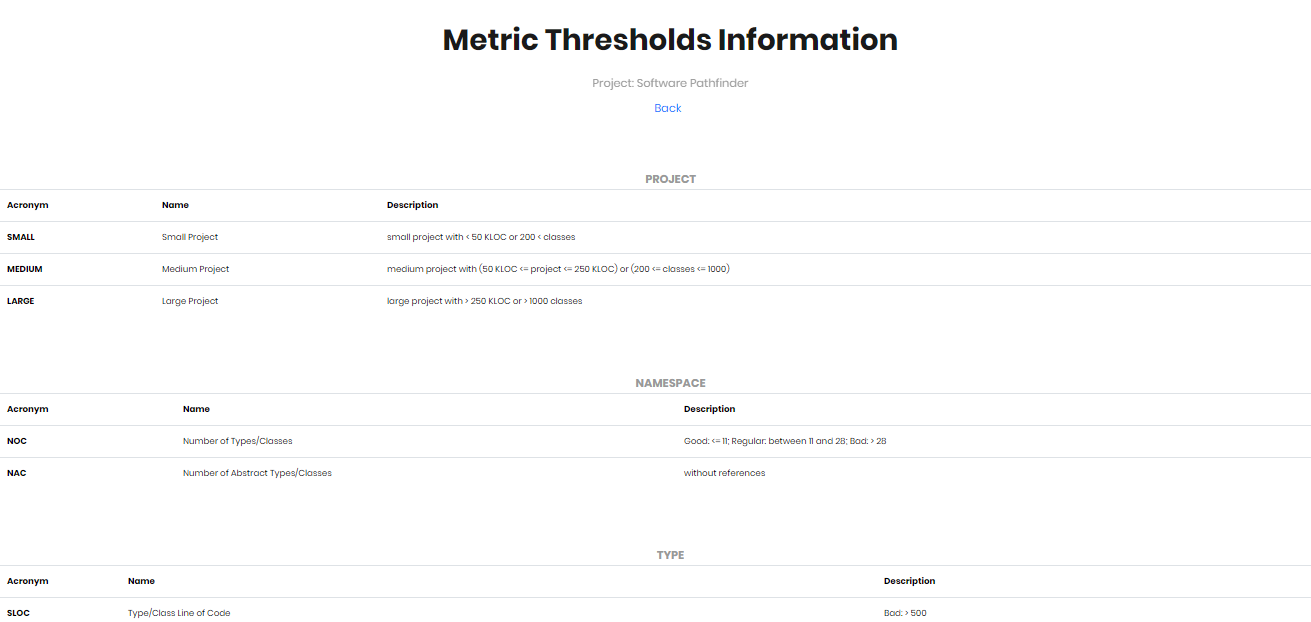 Metric Thresholds Information
Project: Software Pathfinder
Back
PROJECT
Acronym Name Description
SMALL Small Project small project with < 50 KLOC or 200 < classes
MEDIUM Medium Project medium project with (50 KLOC <= project <= 250 KLOC) or (200 <= classes <= 1000)
LARGE Large Project large project with > 250 KLOC or > 1000 classes
NAMESPACE
Acronym Name Description
NOC Number of Types/Classes Good: <= 11; Regular: between 11 and 28; Bad: > 28
NAC Number of Abstract Types/Classes without references
TYPE
Acronym Name Description
SLOC Type/Class Line of Code Bad: > 500